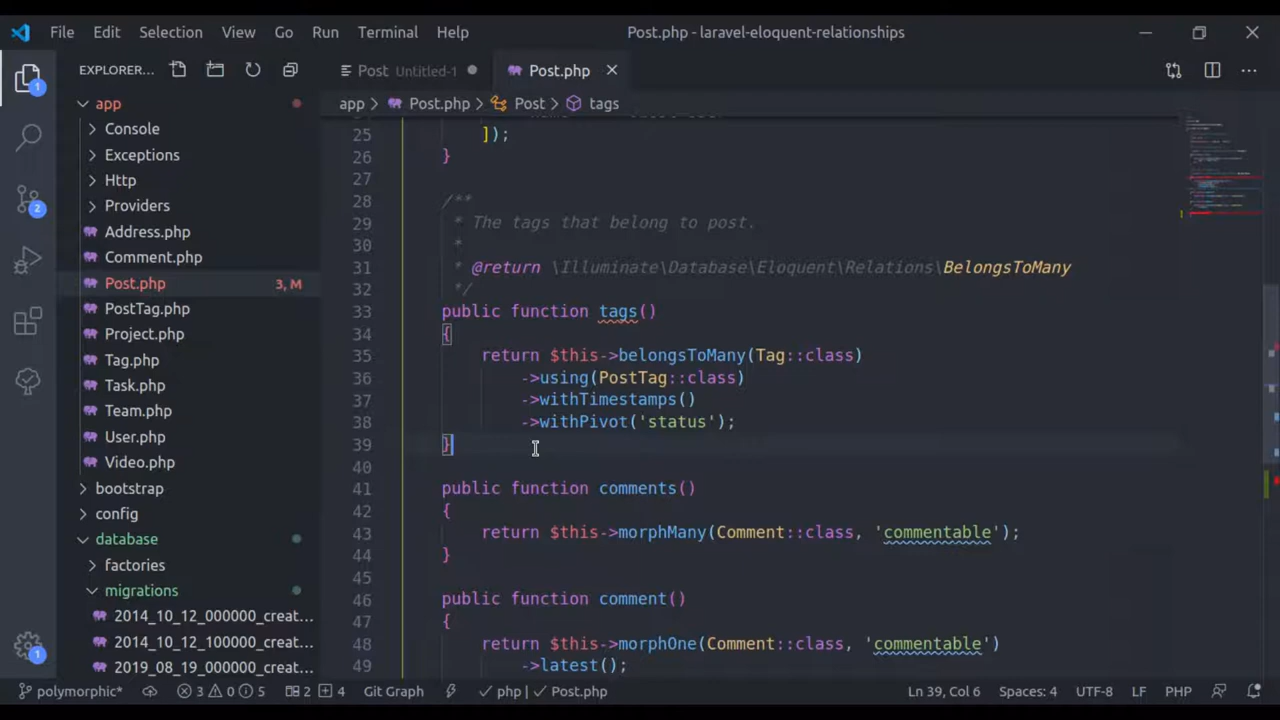 File Edit Selection View Go Run Terminal Help Post.php - laravel-eloquent-relationships
EXPLORER...
Post Untitled-1
Post.php
app > Post.php > Post > tags
app
Console
Exceptions
Http
Providers
Address.php
Comment.php
Post.php 3, M
PostTag.php
Project.php
Tag.php
Task.php
Team.php
User.php
Video.php
bootstrap
config
database
factories
migrations
2014_10_12_000000_creat...
2014_10_12_100000_creat...
2019_08_19_000000_creat...
25 ]);
26 }
27
28 /**
29 * The tags that belong to post.
30 *
31 * @return \Illuminate\Database\Eloquent\Relations\BelongsToMany
32 */
33 public function tags()
34 {
35 return $this->belongsToMany(Tag::class)
36 ->using(PostTag::class)
37 ->withTimestamps()
38 ->withPivot('status');
39 }
40
41 public function comments()
42 {
43 return $this->morphMany(Comment::class, 'commentable');
44 }
45
46 public function comment()
47 {
48 return $this->morphOne(Comment::class, 'commentable')
49 ->latest();
1
2
1
polymorphic* 3 0 5 2 4 Git Graph php | Post.php Ln 39, Col 6 Spaces: 4 UTF-8 LF PHP